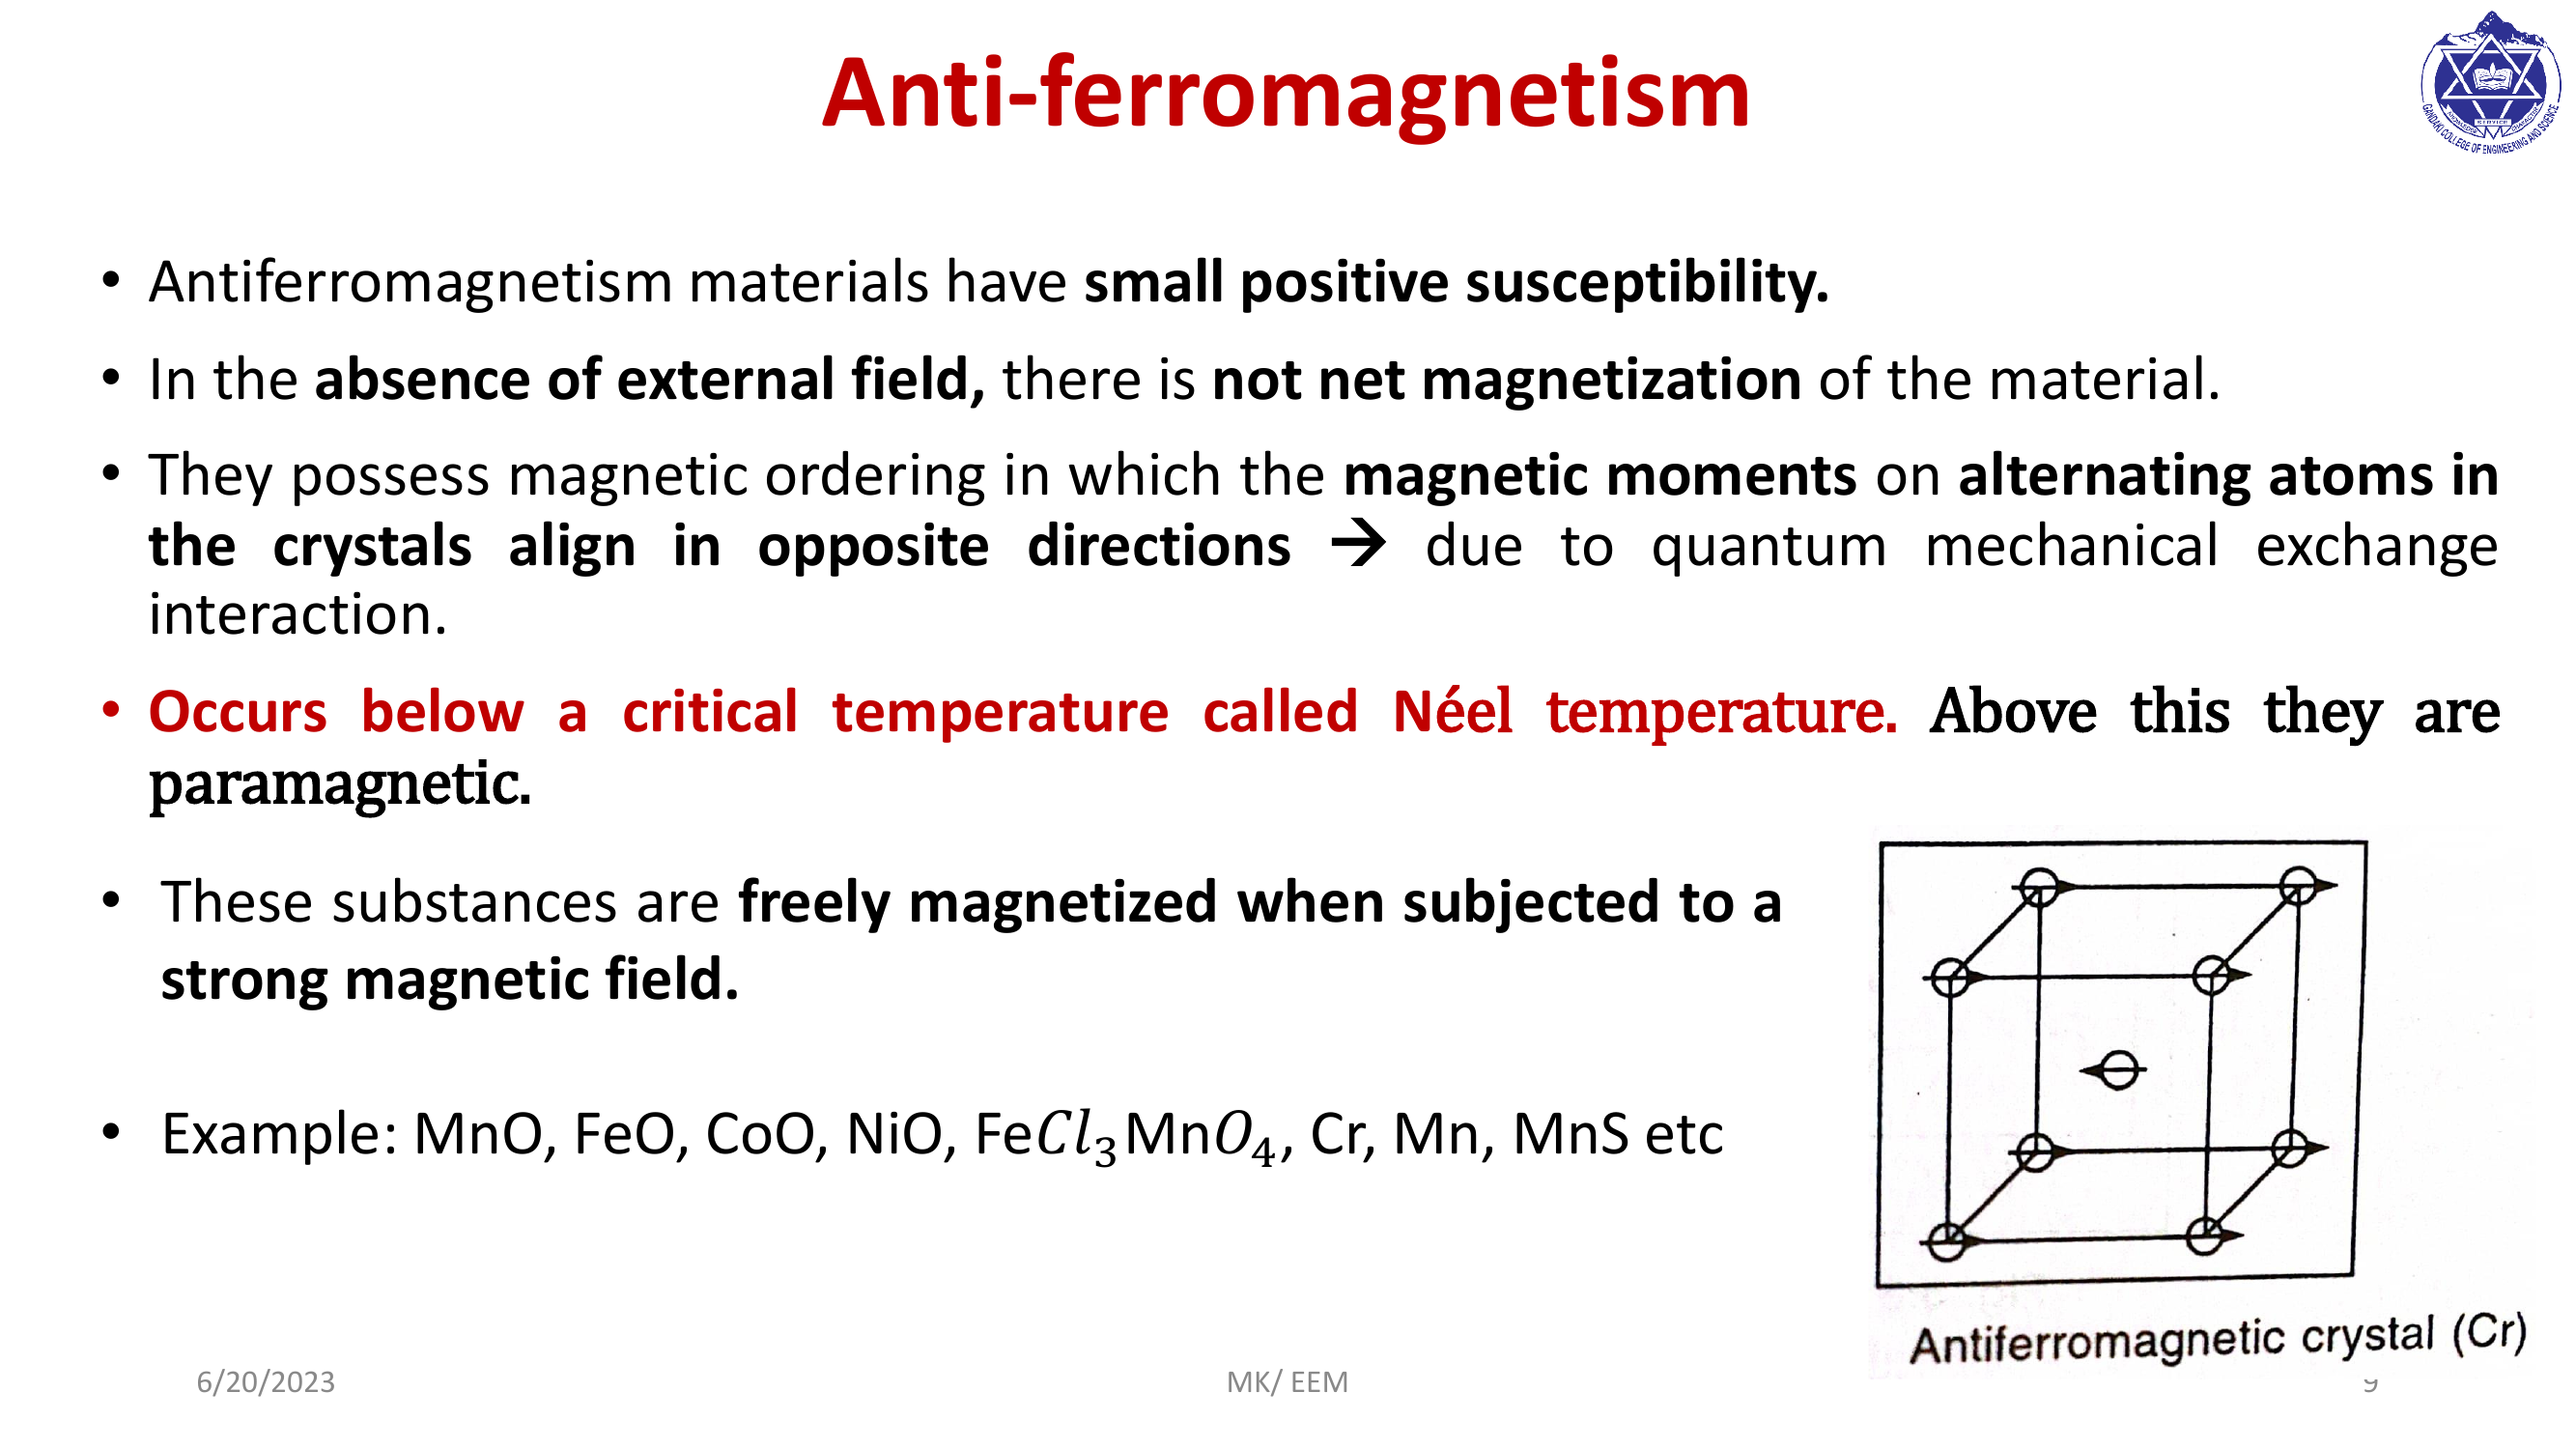 Anti-ferromagnetism
GANDAKI COLLEGE OF ENGINEERING AND SCIENCE
• Antiferromagnetism materials have small positive susceptibility.
• In the absence of external field, there is not net magnetization of the material.
• They possess magnetic ordering in which the magnetic moments on alternating atoms in
the crystals align in opposite directions → due to quantum mechanical exchange
interaction.
• Occurs below a critical temperature called Néel temperature. Above this they are
paramagnetic.
• These substances are freely magnetized when subjected to a
strong magnetic field.
• Example: MnO, FeO, CoO, NiO, Fe𝐶𝑙₃Mn𝑂₄, Cr, Mn, MnS etc
Antiferromagnetic crystal (Cr)
6/20/2023
MK/ EEM
9